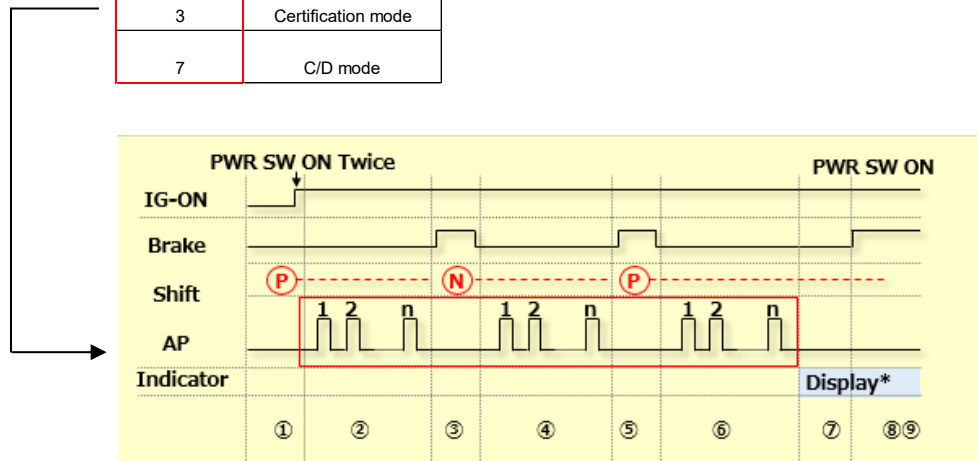 3 Certification mode
7 C/D mode
PWR SW ON Twice PWR SW ON
IG-ON
Brake
Shift P N P
1 2 n 1 2 n 1 2 n
AP
Indicator Display*
① ② ③ ④ ⑤ ⑥ ⑦ ⑧⑨